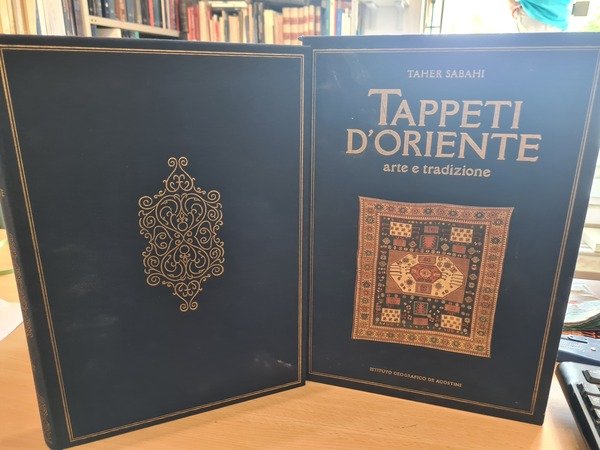 TAHER SABAHI
TAPPETI
D'ORIENTE
arte e tradizione
ISTITUTO GEOGRAFICO DE AGOSTINI